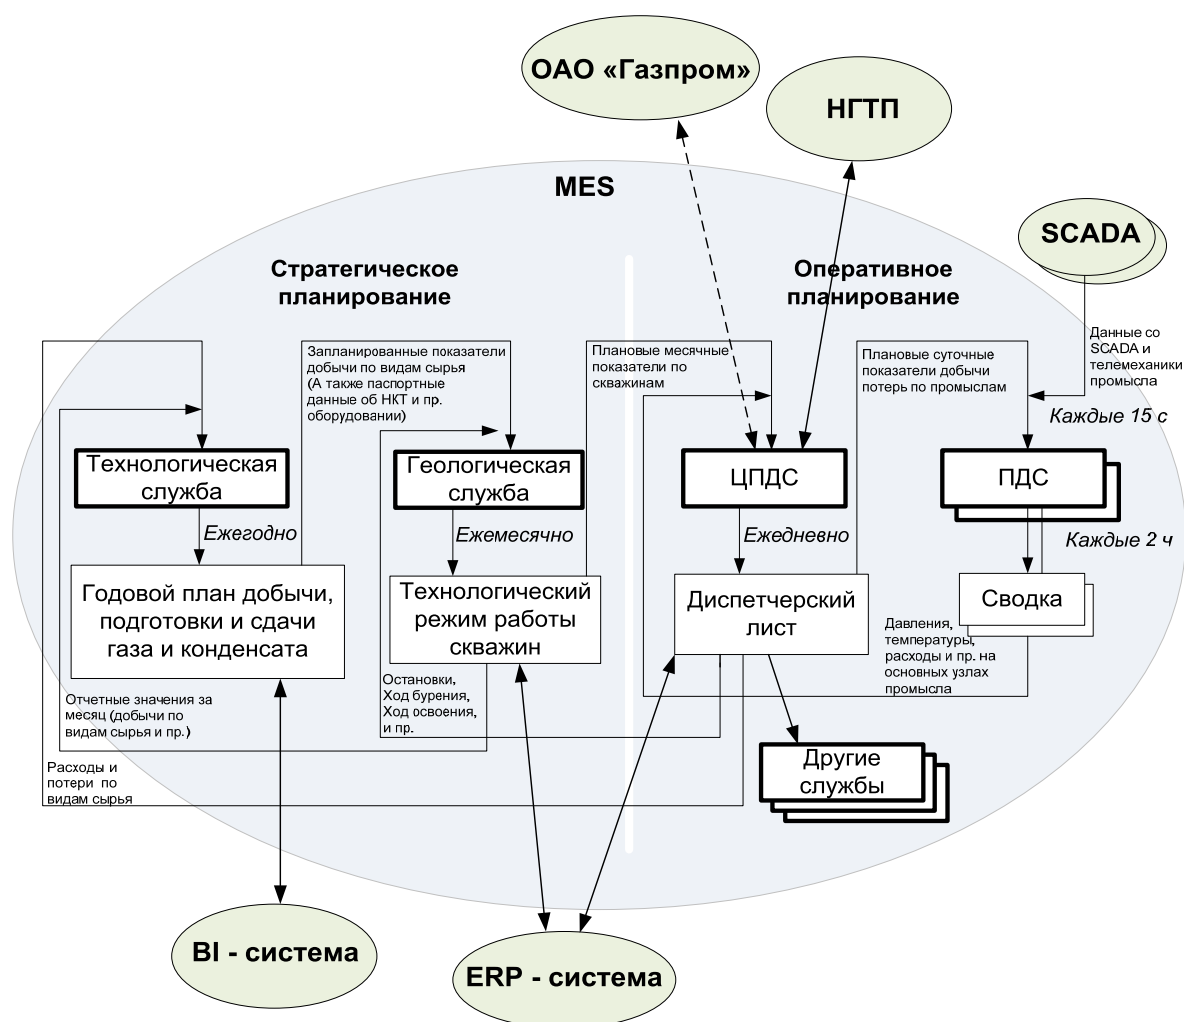 ОАО «Газпром»
НГТП
MES
SCADA
Стратегическое
планирование
Оперативное
планирование
Данные со
SCADA и
телемеханики
промысла
Каждые 15 с
Запланированные показатели
добычи по видам сырья
(А также паспортные
данные об НКТ и пр.
оборудовании)
Плановые месячные
показатели по
скважинам
Плановые суточные
показатели добычи
потерь по промыслам
Технологическая
служба
Геологическая
служба
ЦПДС
ПДС
Ежегодно
Ежемесячно
Ежедневно
Каждые 2 ч
Годовой план добычи,
подготовки и сдачи
газа и конденсата
Технологический
режим работы
скважин
Диспетчерский
лист
Сводка
Давления,
температуры,
расходы и пр. на
основных узлах
промысла
Отчетные значения за
месяц (добычи по
видам сырья и пр.)
Остановки,
Ход бурения,
Ход освоения,
и пр.
Расходы и
потери по
видам сырья
Другие
службы
BI - система
ERP - система